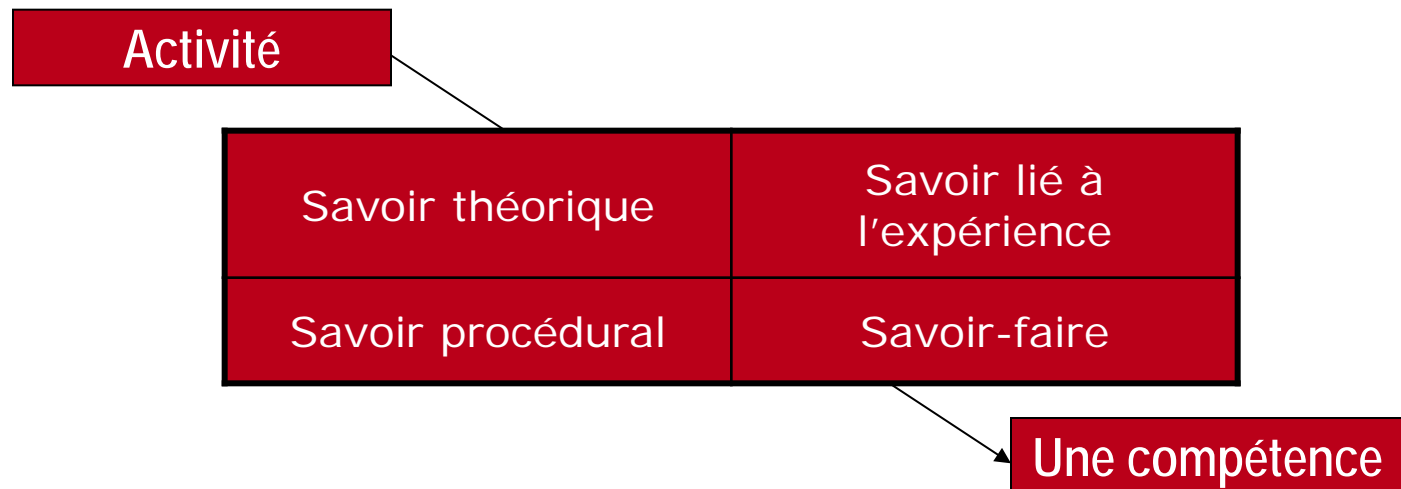 Activité
Savoir théorique
Savoir lié à
l'expérience
Savoir procédural
Savoir-faire
Une compétence